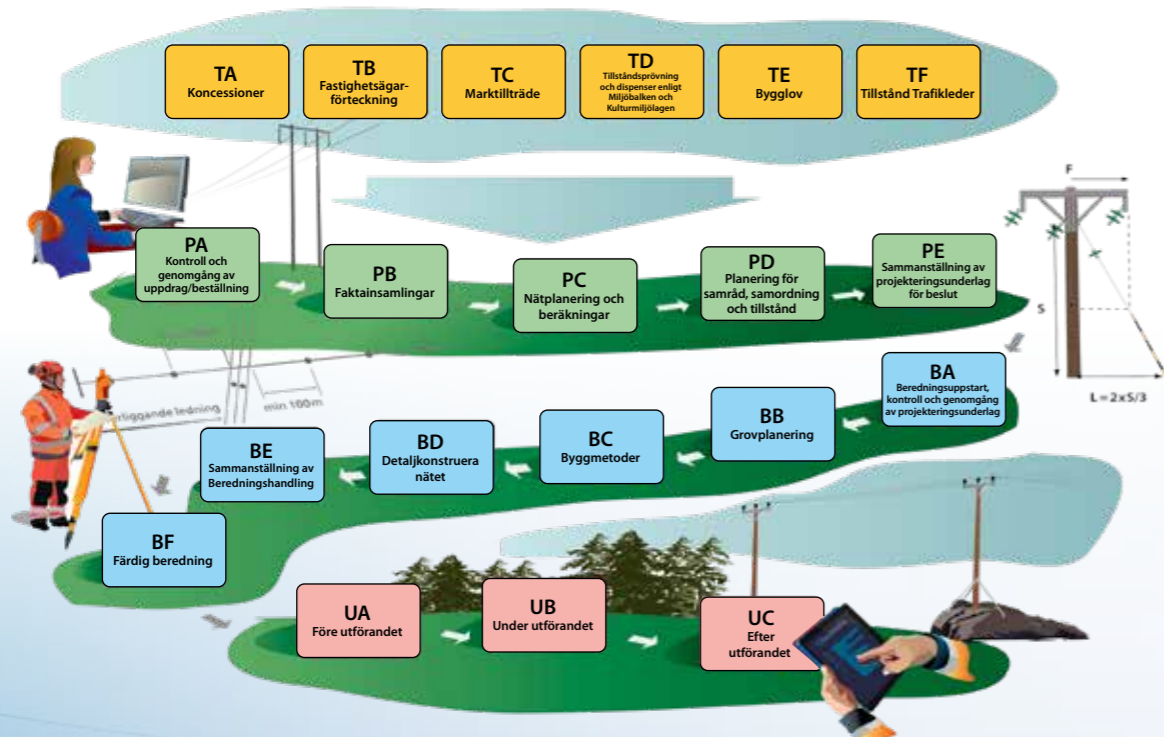 TA
Koncessioner
TB
Fastighetsägar-
förteckning
TC
Marktillträde
TD
Tillståndsprövning
och dispenser enligt
Miljöbalken och
Kulturmiljölagen
TE
Bygglov
TF
Tillstånd Trafikleder
F
S
L = 2 x S/3
PA
Kontroll och
genomgång av
uppdrag/beställning
PB
Faktainsamlingar
PC
Nätplanering och
beräkningar
PD
Planering för
samråd, samordning
och tillstånd
PE
Sammanställning av
projekteringsunderlag
för beslut
BA
Beredningsuppstart,
kontroll och genomgång
av projekteringsunderlag
BB
Grovplanering
BC
Byggmetoder
BD
Detaljkonstruera
nätet
BE
Sammanställning av
Beredningshandling
BF
Färdig beredning
ledning
min 100m
UA
Före utförandet
UB
Under utförandet
UC
Efter
utförandet